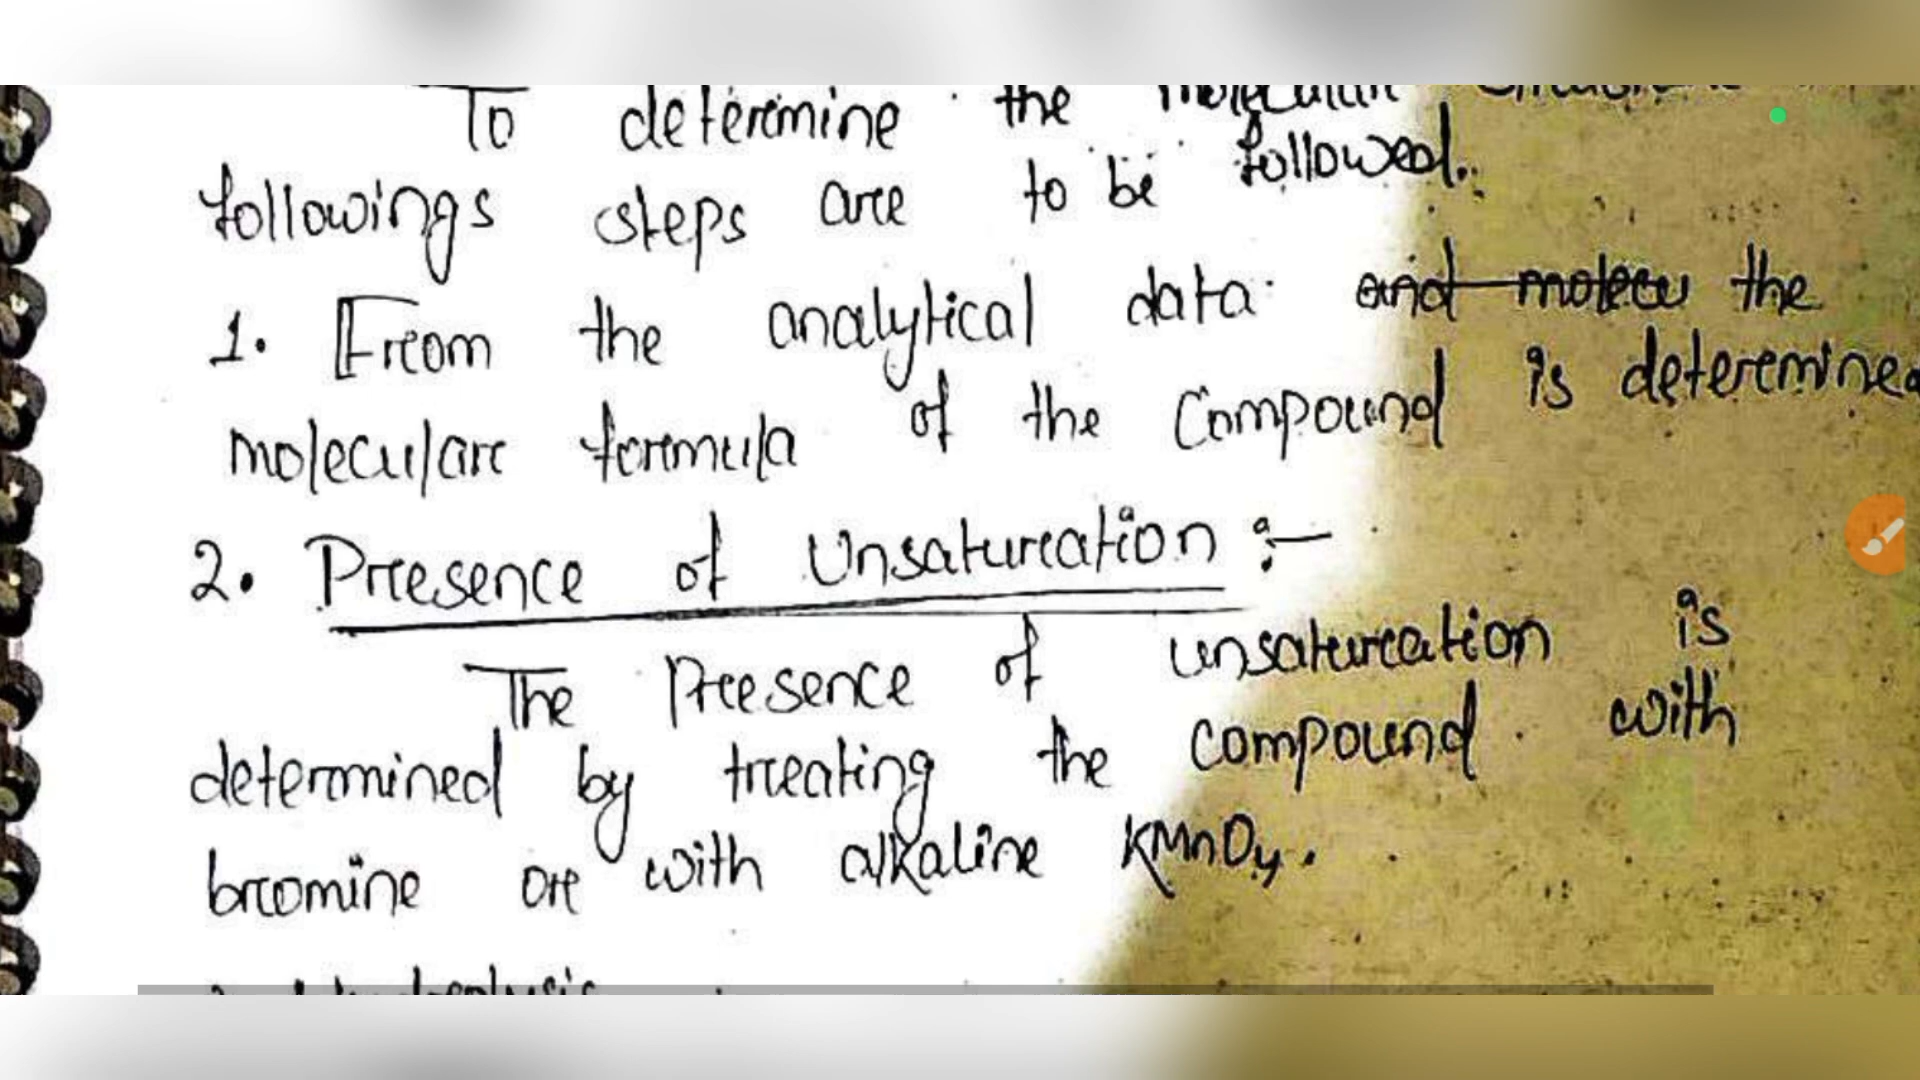 To determine the molecular
followings steps are to be followed.
1. From the analytical data and molecu the
molecular formula of the compound is determined
2. Presence of Unsaturation :-
The Presence of unsaturation is
determined by treating the compound with
bromine or with alkaline KMnO4.